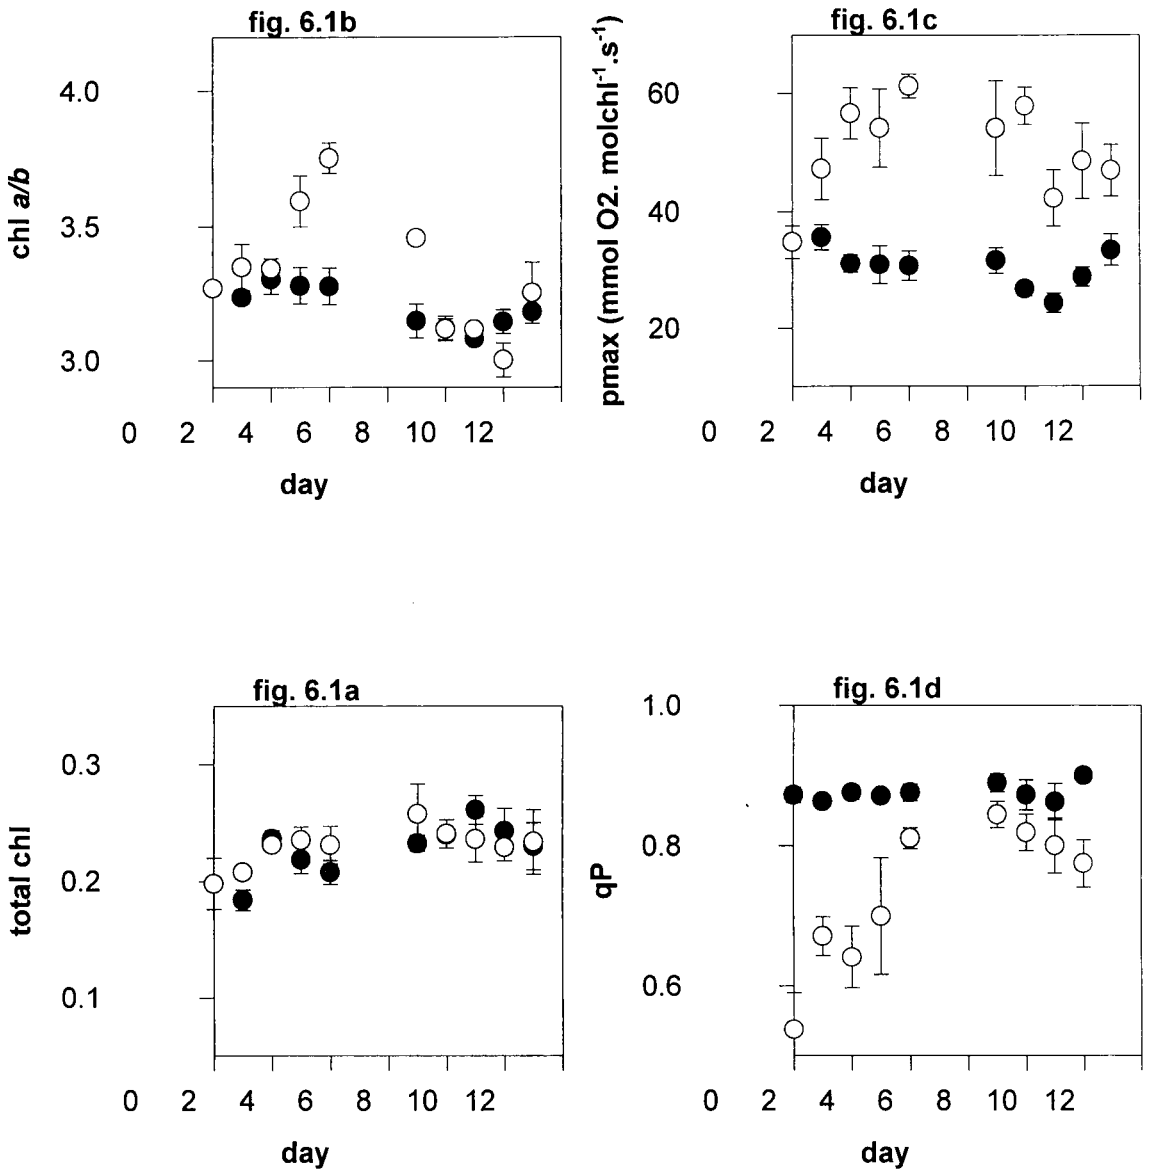 fig. 6.1b
4.0
3.5
3.0
chl a/b
0 2 4 6 8 10 12
day
fig. 6.1c
60
40
20
pmax (mmol O2. molchl⁻¹.s⁻¹)
0 2 4 6 8 10 12
day
fig. 6.1a
0.3
0.2
0.1
total chl
0 2 4 6 8 10 12
day
fig. 6.1d
1.0
0.8
0.6
qP
0 2 4 6 8 10 12
day